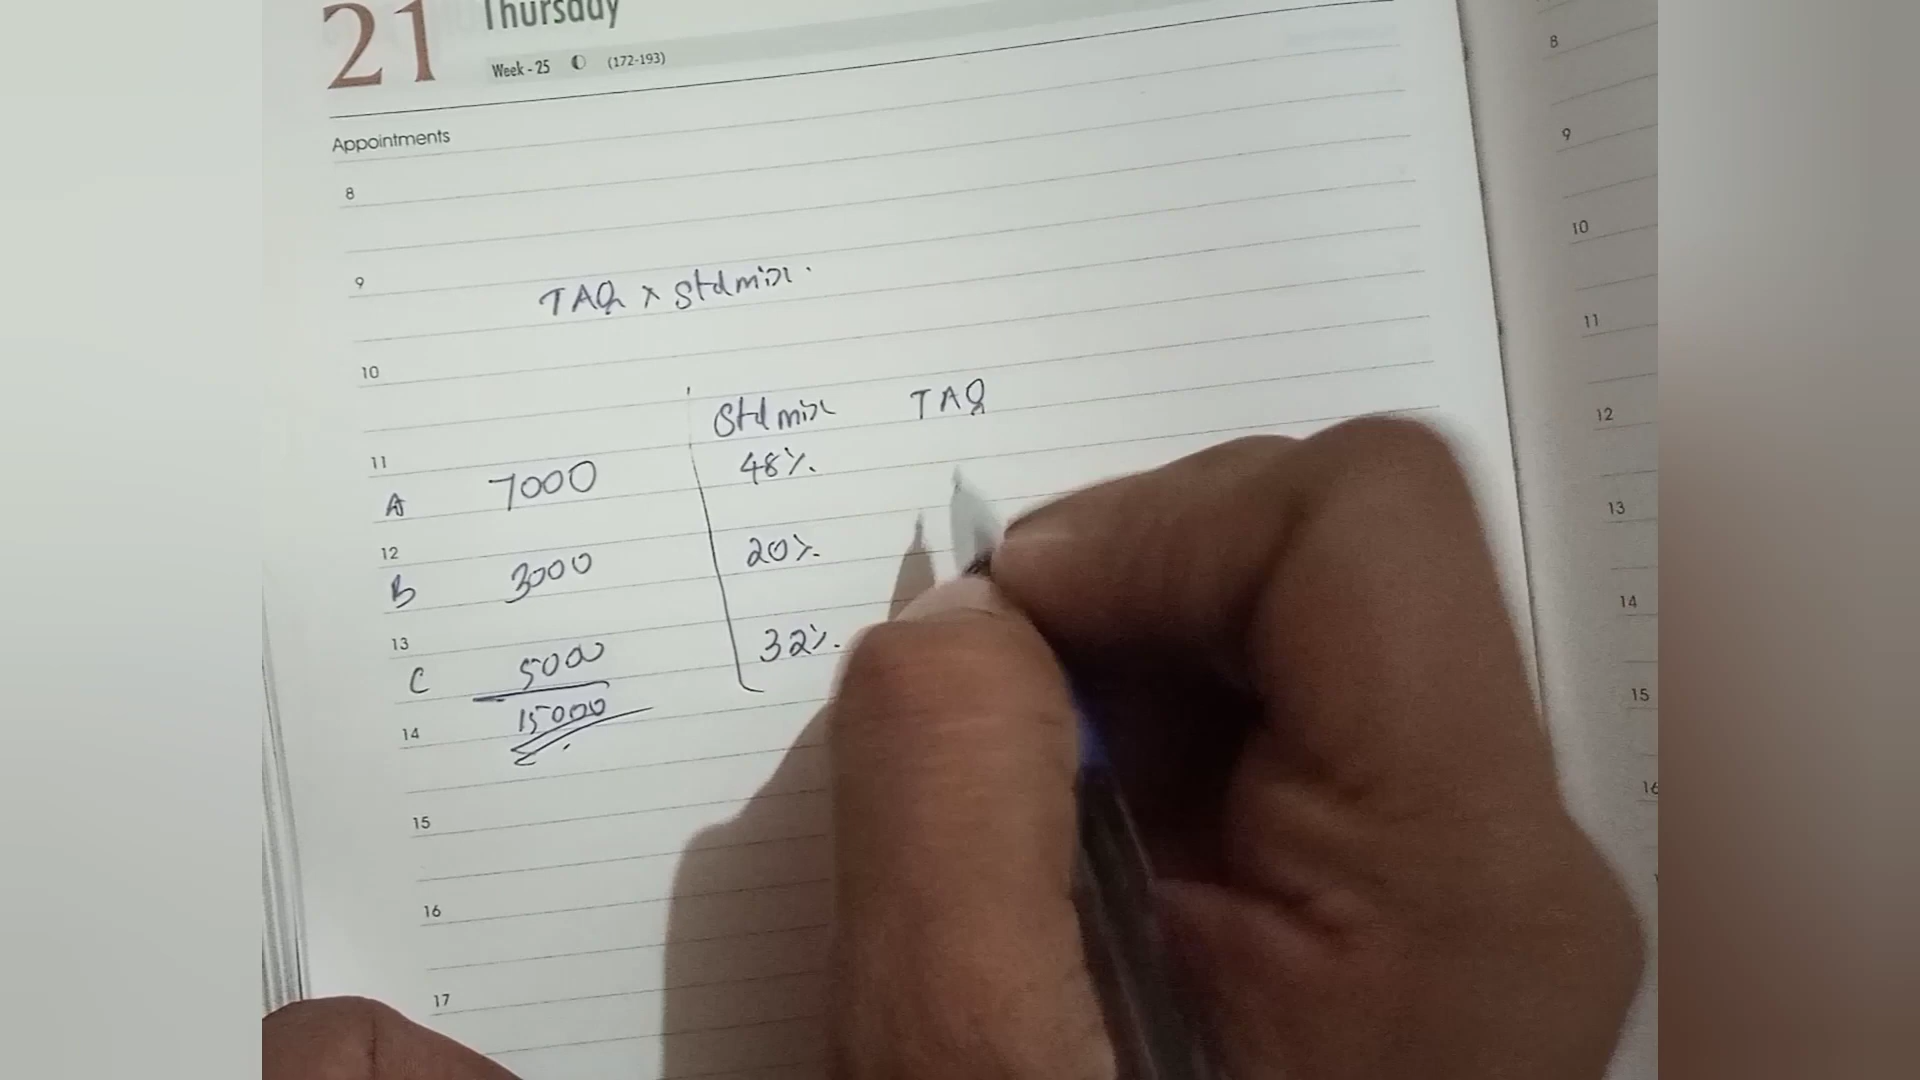 21 Thursday
Week - 25 (172-193)
Appointments
8
9
TAQ x Std mix.
10
Std mix TAQ
11
A 7000 48%.
12
B 3000 20%.
13
C 5000 32%.
15000
14
15
16
17
8
9
10
11
12
13
14
15
16